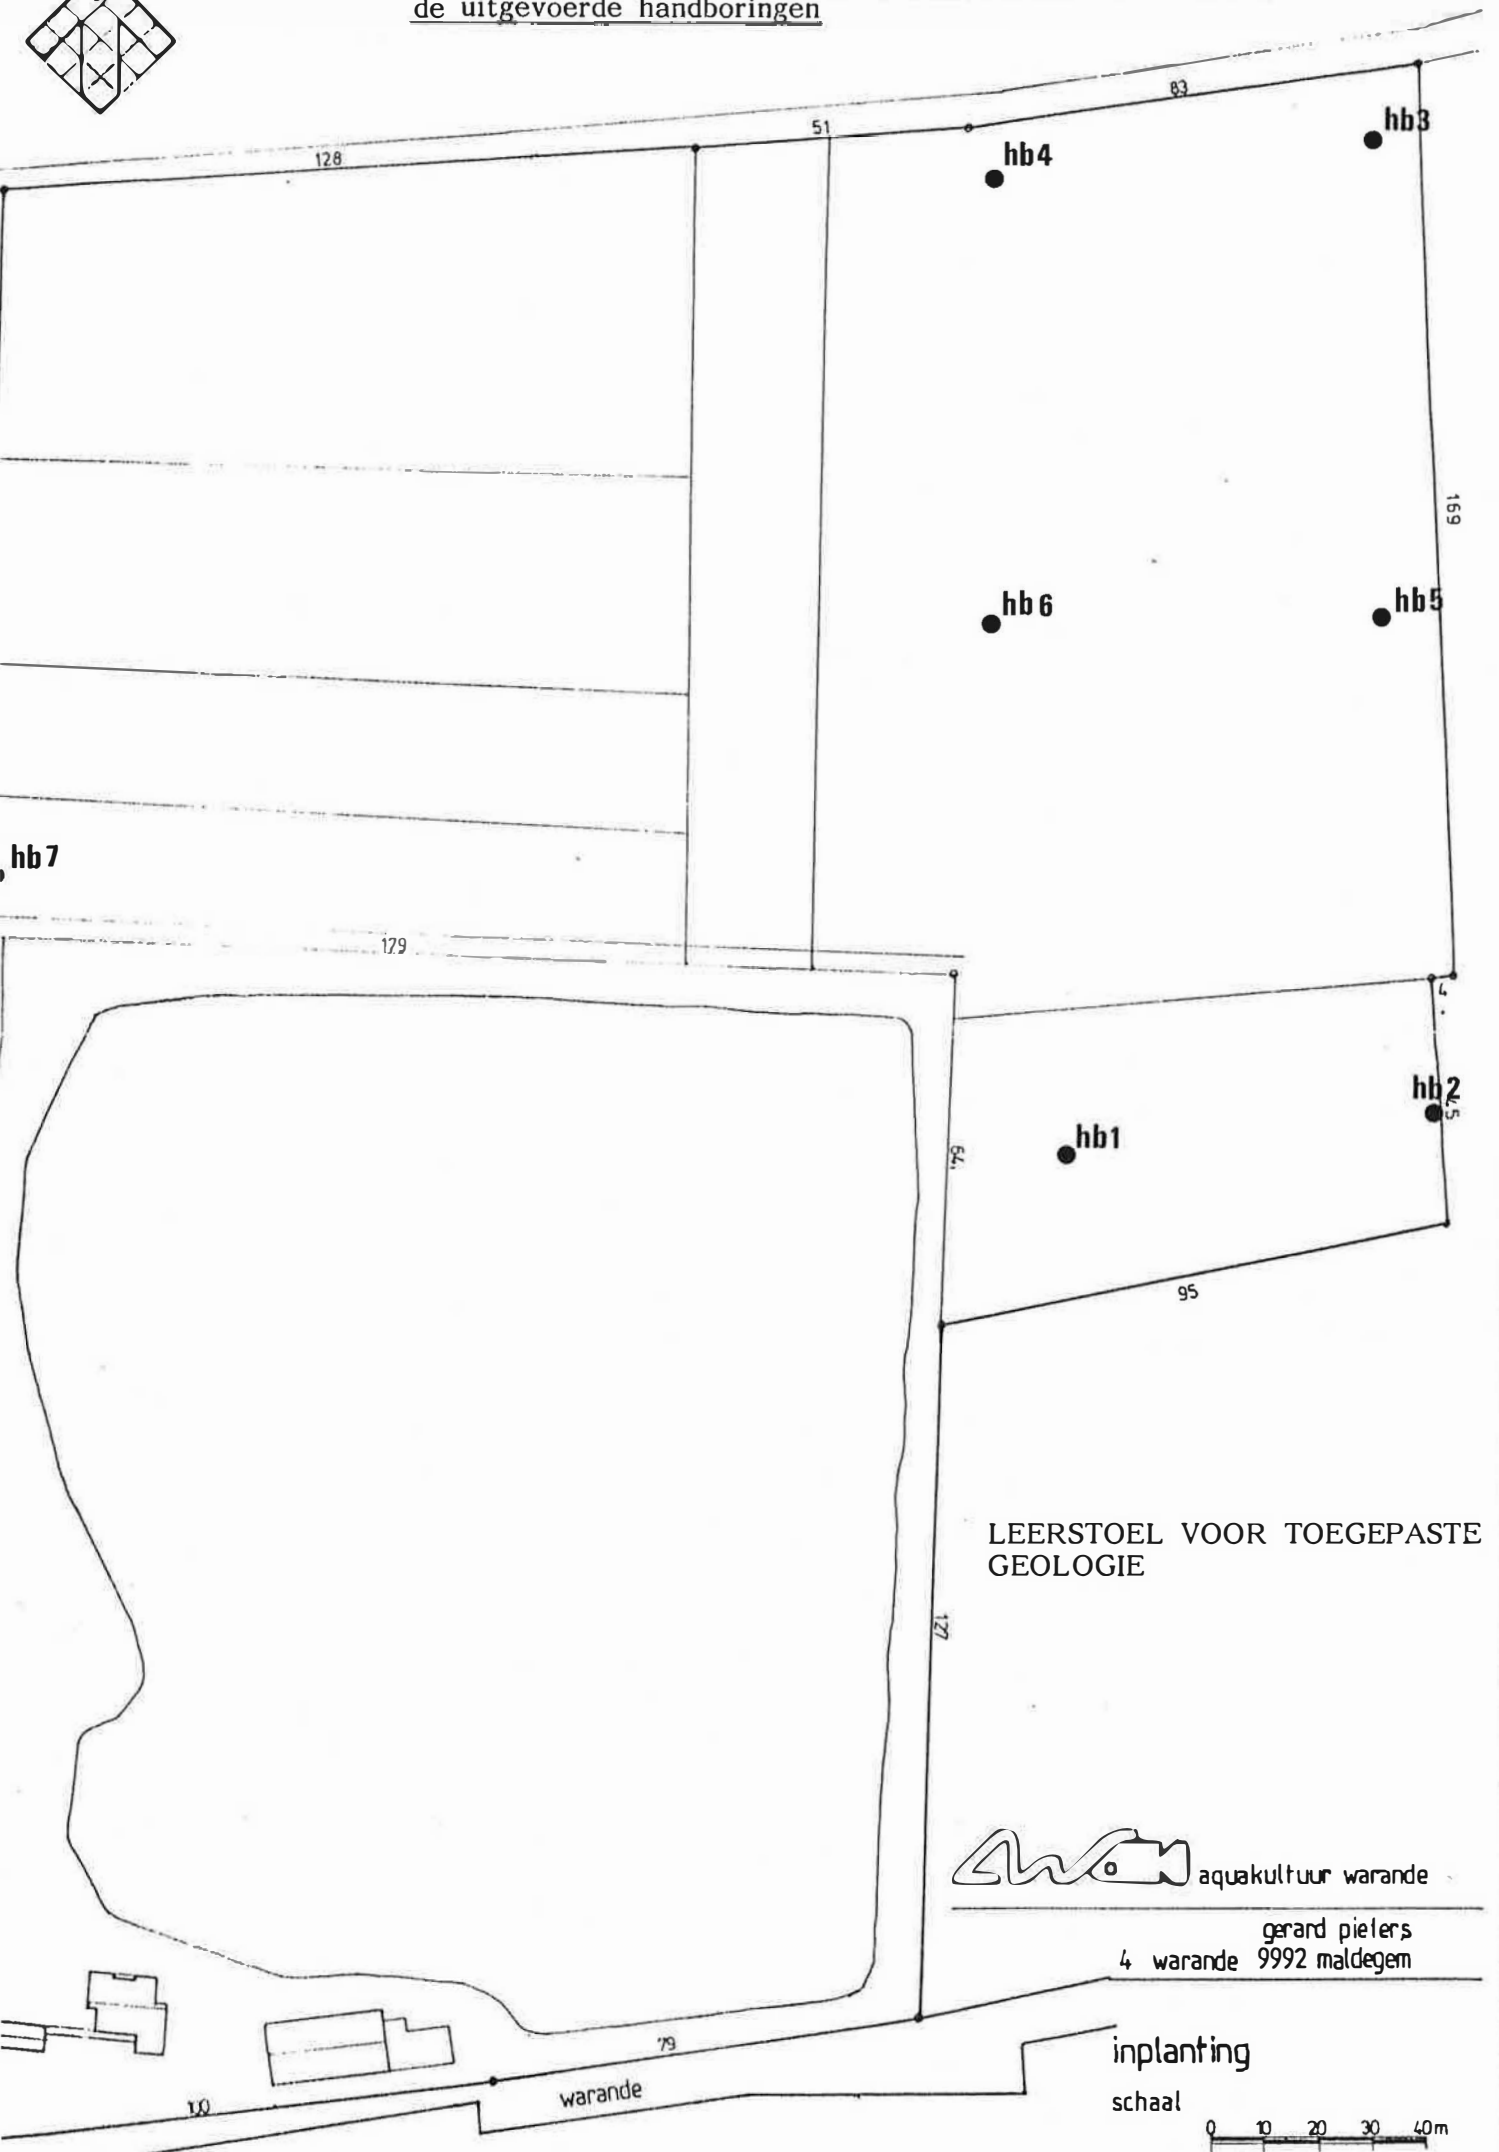 de uitgevoerde handboringen
83
51
128
hb3
hb4
169
hb6
hb5
hb7
179
4
hb2
hb1
64
95
LEERSTOEL VOOR TOEGEPASTE
GEOLOGIE
127
aquakultuur warande
gerard pieters
4 warande 9992 maldegem
79
inplanting
warande
100
schaal
0 10 20 30 40m